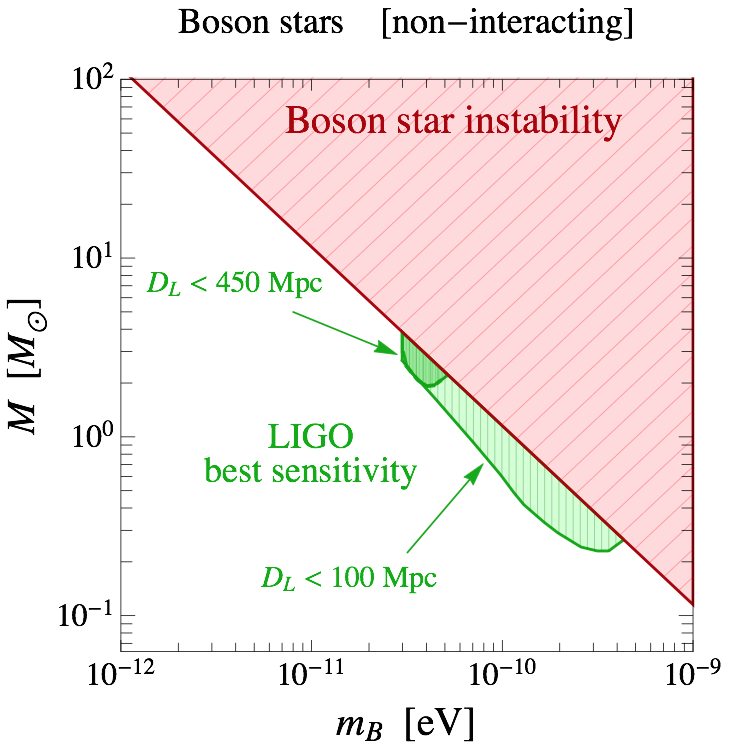 Boson stars [non−interacting]
10²
Boson star instability
10¹
D_L < 450 Mpc
M [M_⊙]
10⁰
LIGO
best sensitivity
D_L < 100 Mpc
10⁻¹
10⁻¹² 10⁻¹¹ 10⁻¹⁰ 10⁻⁹
m_B [eV]